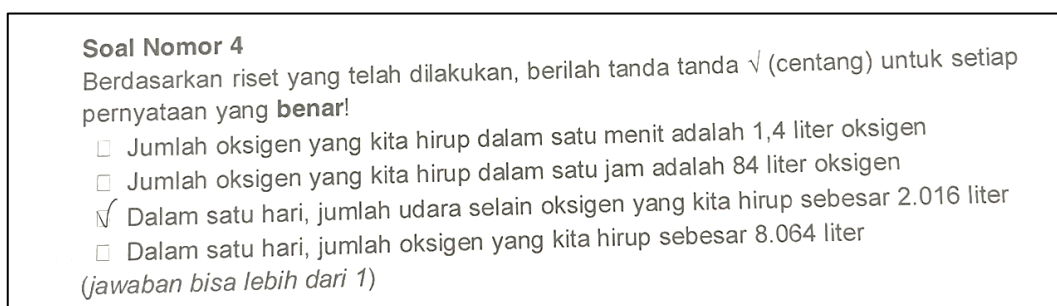 Soal Nomor 4
Berdasarkan riset yang telah dilakukan, berilah tanda tanda √ (centang) untuk setiap
pernyataan yang benar!
☐ Jumlah oksigen yang kita hirup dalam satu menit adalah 1,4 liter oksigen
☐ Jumlah oksigen yang kita hirup dalam satu jam adalah 84 liter oksigen
☑ Dalam satu hari, jumlah udara selain oksigen yang kita hirup sebesar 2.016 liter
☐ Dalam satu hari, jumlah oksigen yang kita hirup sebesar 8.064 liter
(jawaban bisa lebih dari 1)